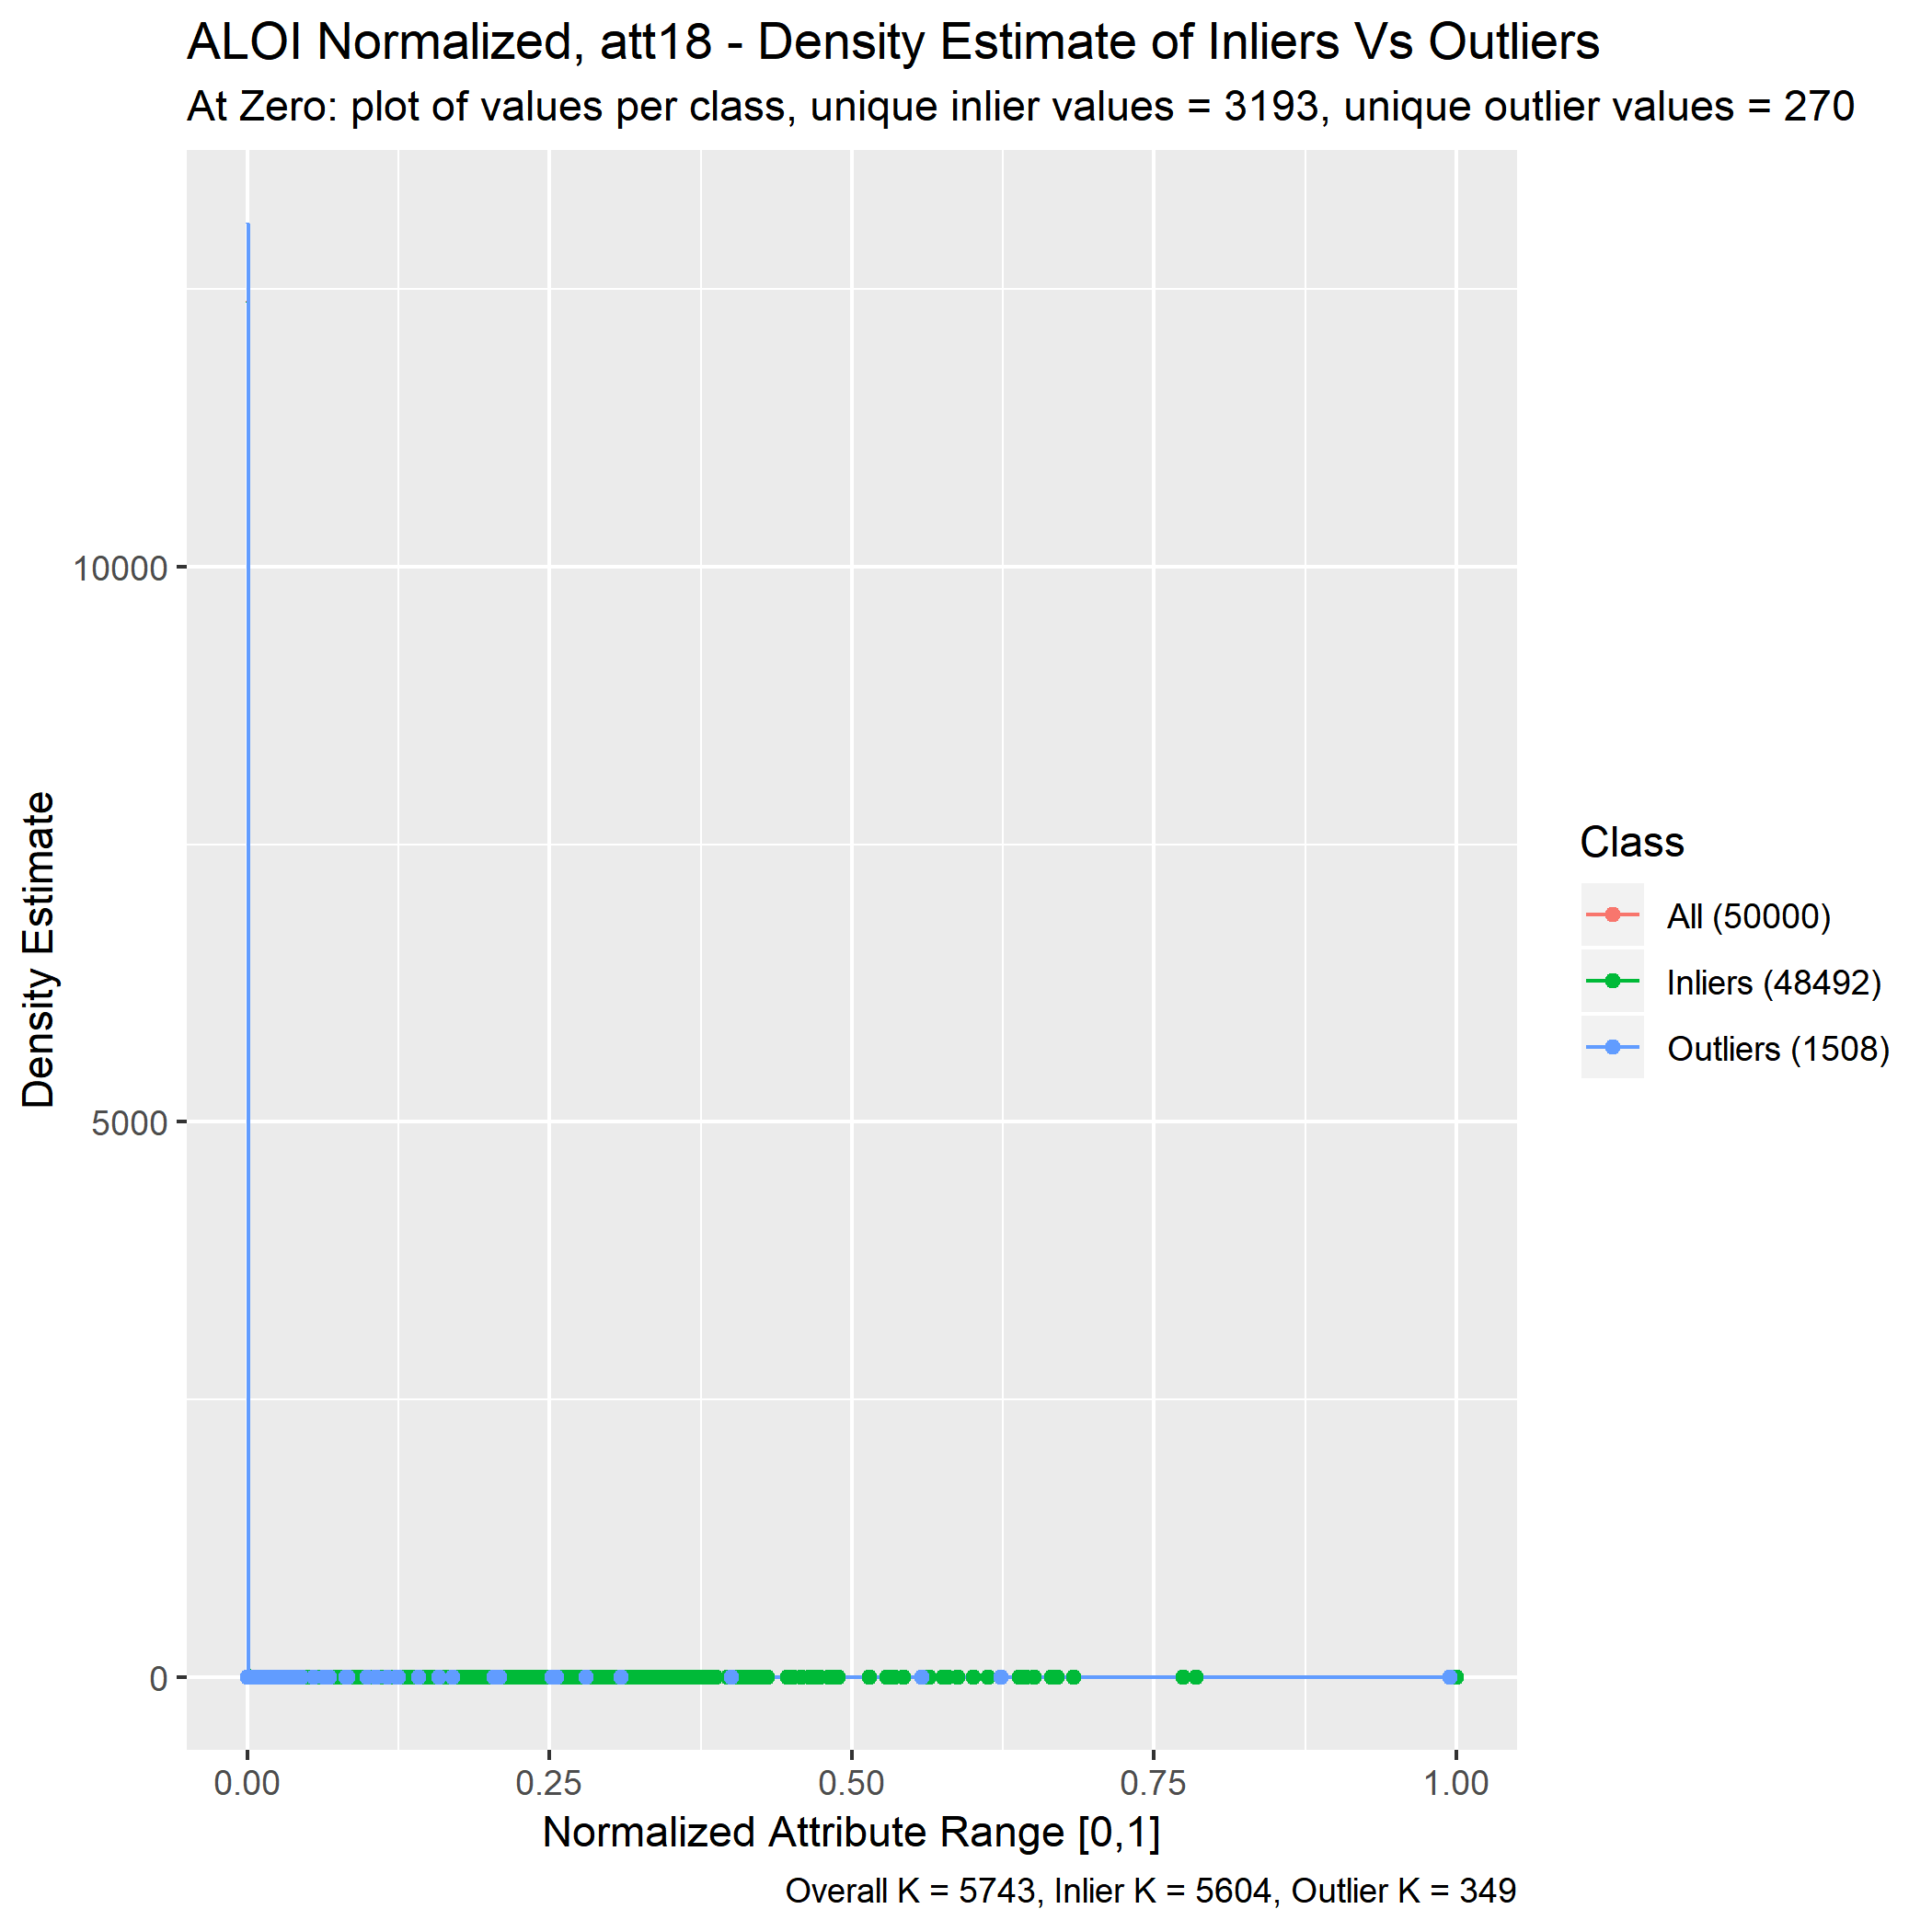 ALOI Normalized, att18 - Density Estimate of Inliers Vs Outliers
At Zero: plot of values per class, unique inlier values = 3193, unique outlier values = 270
Density Estimate
10000
5000
0
0.00 0.25 0.50 0.75 1.00
Normalized Attribute Range [0,1]
Overall K = 5743, Inlier K = 5604, Outlier K = 349
Class
All (50000)
Inliers (48492)
Outliers (1508)